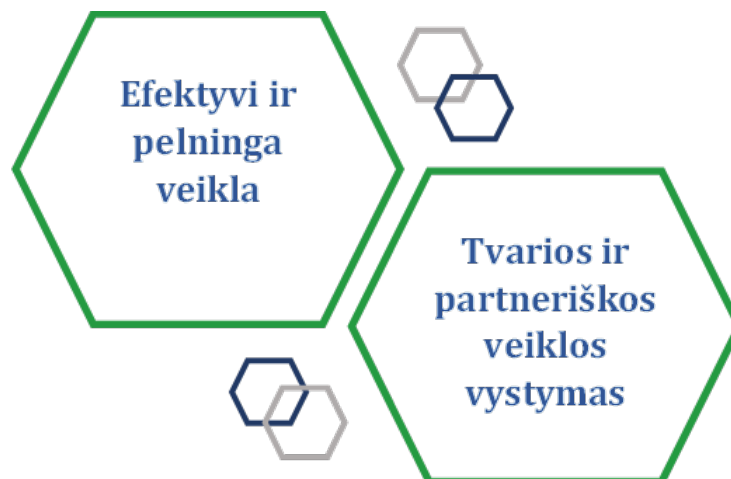 Efektyvi ir
pelninga
veikla
Tvarios ir
partneriškos
veiklos
vystymas